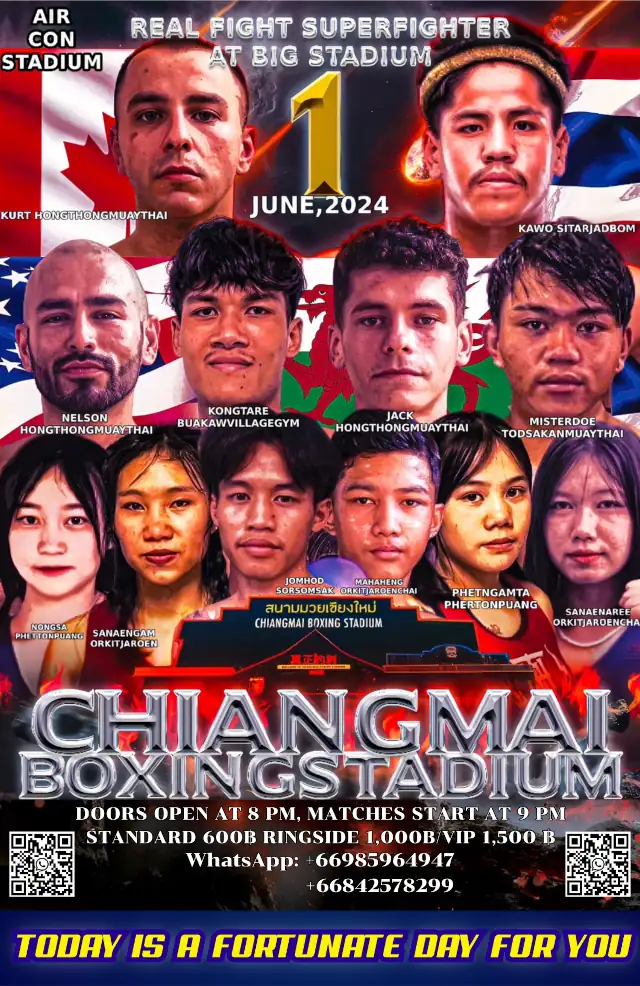 AIR
CON
STADIUM
REAL FIGHT SUPERFIGHTER
AT BIG STADIUM
1
JUNE,2024
KURT HONGTHONGMUAYTHAI
KAWO SITARJADBOM
NELSON
HONGTHONGMUAYTHAI
KONGTARE
BUAKAWVILLAGEGYM
JACK
HONGTHONGMUAYTHAI
MISTERDOE
TODSAKANMUAYTHAI
NONGSA
PHETTONPUANG
SANAENGAM
ORKITJAROEN
JOMHOD
SORSOMSAK
MAHAHENG
ORKITJAROENCHAI
PHETNGAMTA
PHERTONPUANG
SANAENAREE
ORKITJAROENCHA
สนามมวยเชียงใหม่
CHIANGMAI BOXING STADIUM
CHIANGMAI
BOXINGSTADIUM
DOORS OPEN AT 8 PM, MATCHES START AT 9 PM
STANDARD 600฿ RINGSIDE 1,000฿/VIP 1,500 ฿
WhatsApp: +66985964947
+66842578299
TODAY IS A FORTUNATE DAY FOR YOU